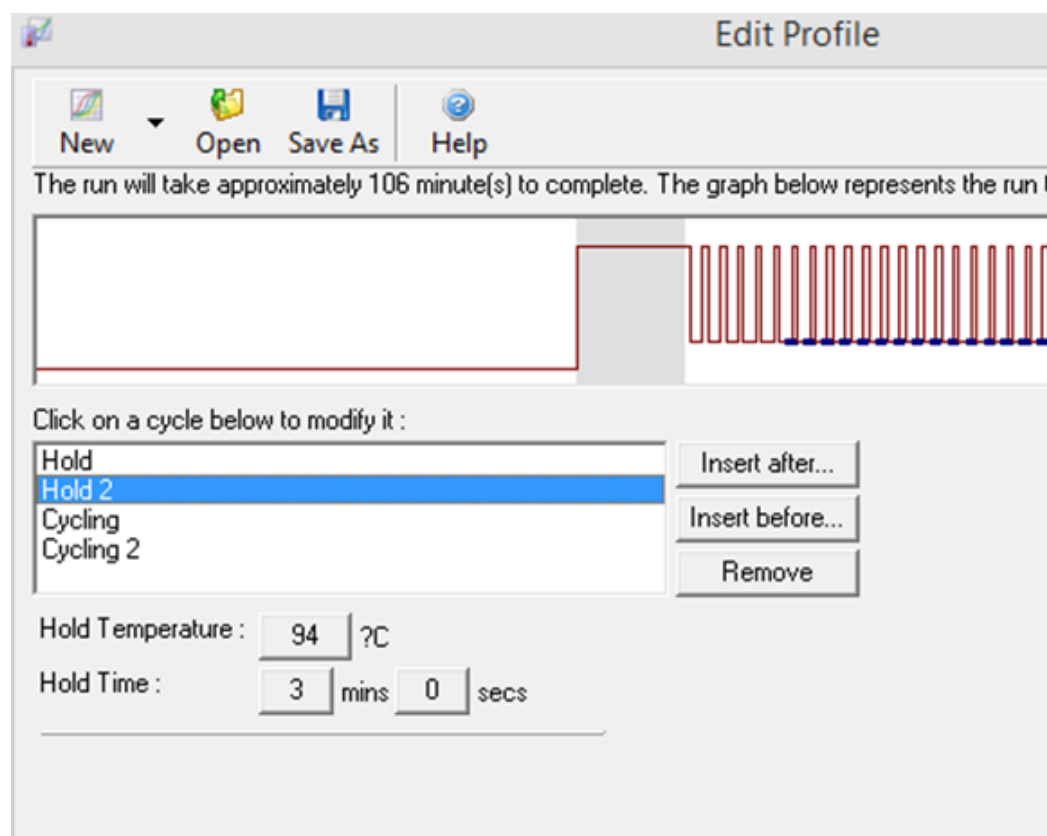 Edit Profile
New Open Save As Help
The run will take approximately 106 minute(s) to complete. The graph below represents the run
Click on a cycle below to modify it :
Hold
Hold 2
Cycling
Cycling 2
Insert after...
Insert before...
Remove
Hold Temperature : 94 ?C
Hold Time : 3 mins 0 secs